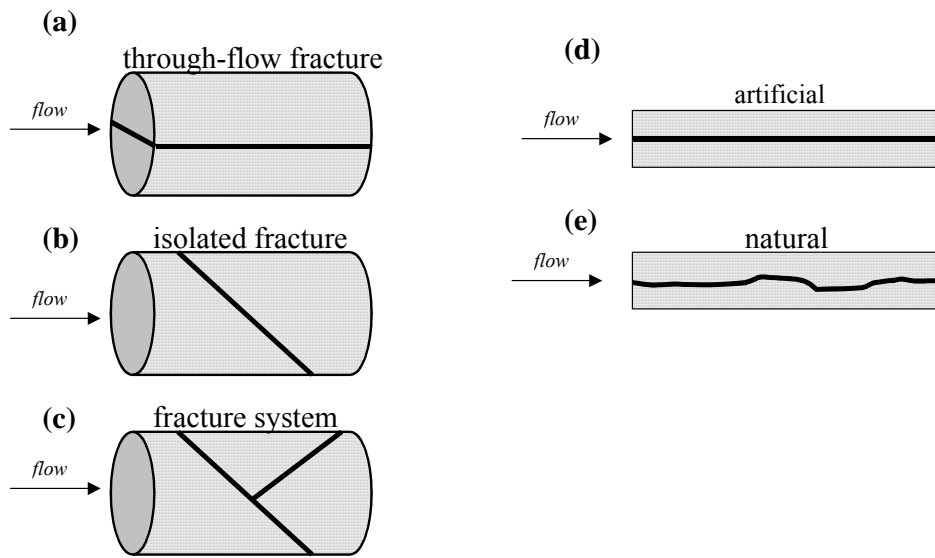 (a)
through-flow fracture
flow
(b)
isolated fracture
flow
(c)
fracture system
flow
(d)
artificial
flow
(e)
natural
flow